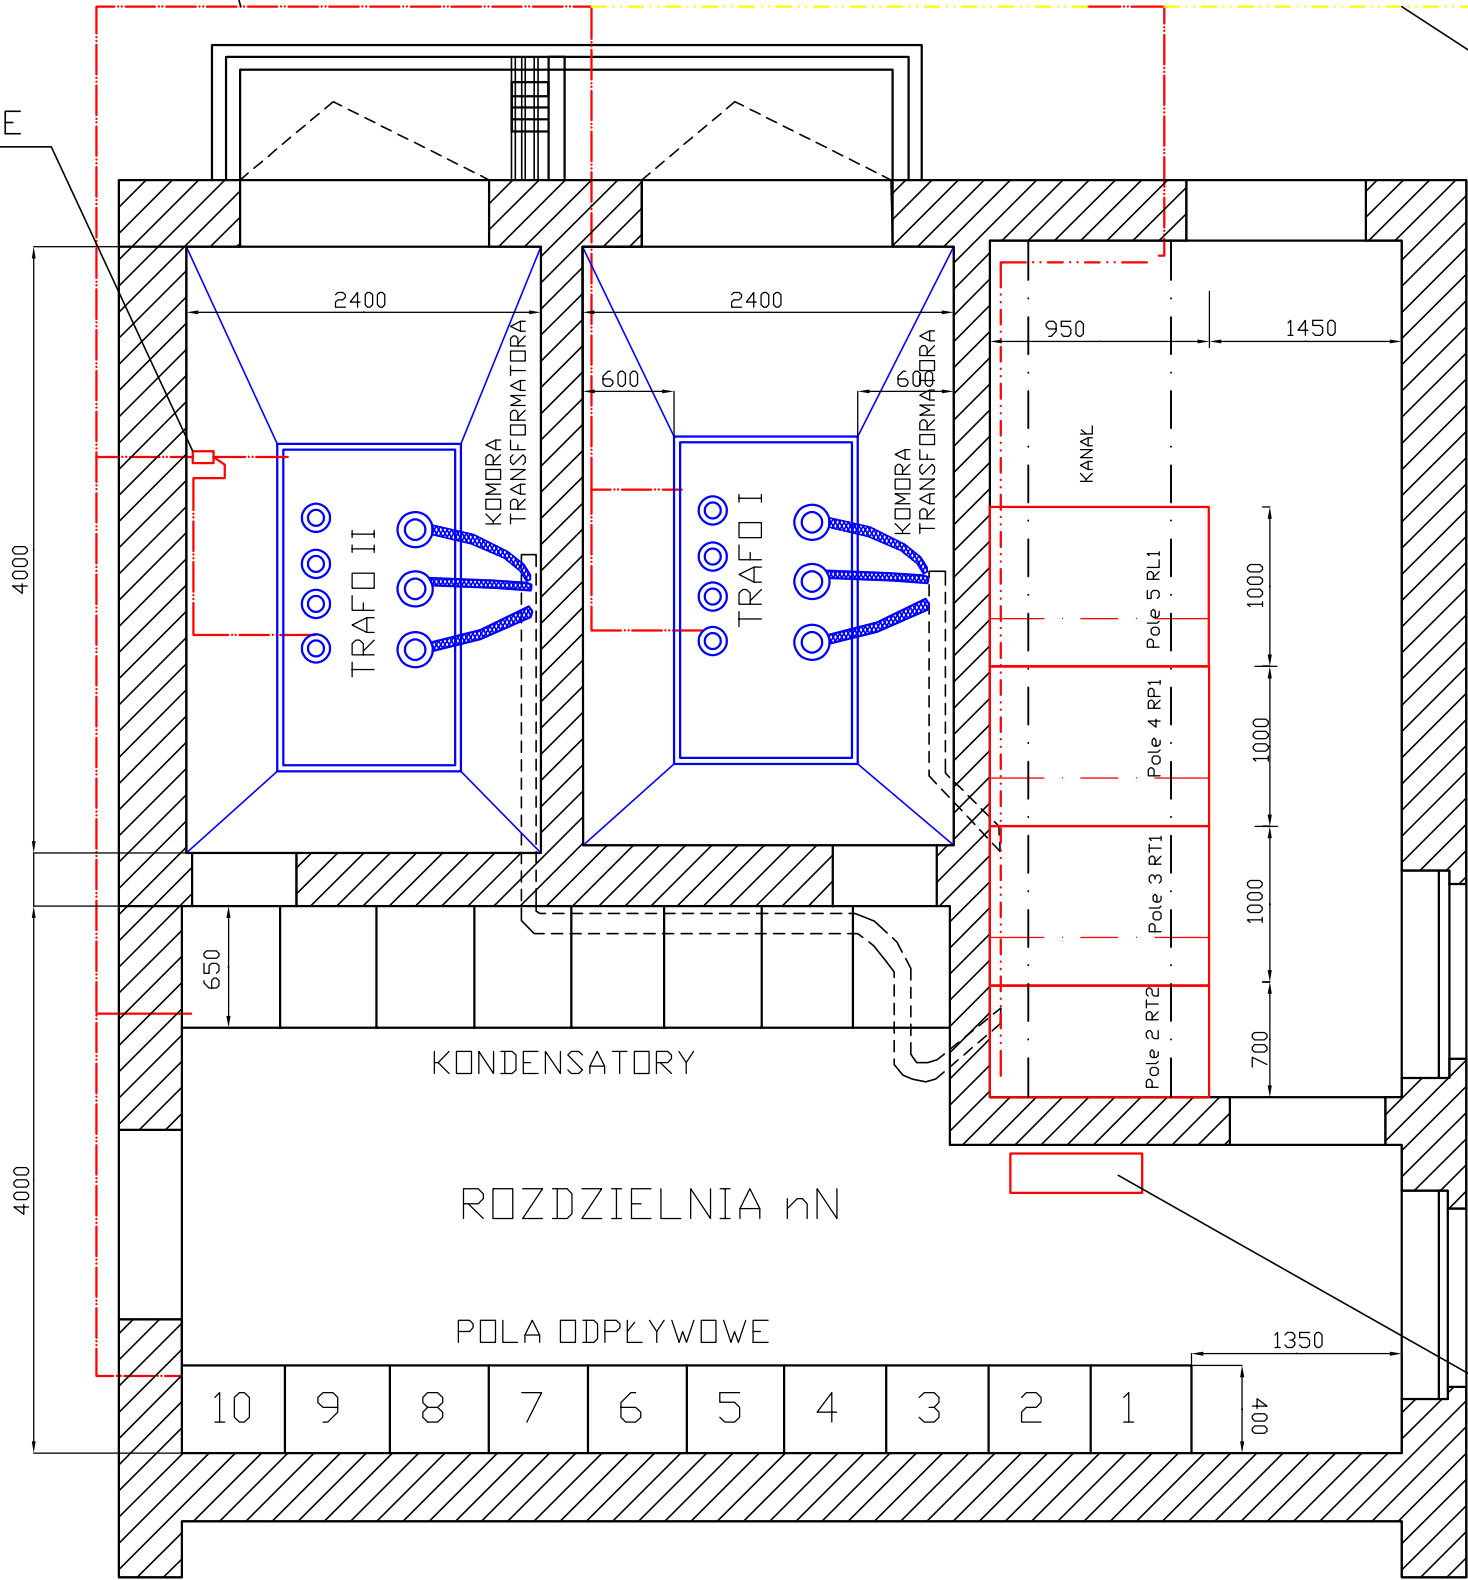 E
2400
2400
950
1450
600
600
KOMORA
TRANSFORMATORA
KOMORA
TRANSFORMATORA
KANAŁ
TRAFO II
TRAFO I
4000
Pole 5 RL1
1000
Pole 4 RP1
1000
Pole 3 RT1
1000
Pole 2 RT2
700
650
KONDENSATORY
4000
ROZDZIELNIA nN
POLA ODPŁYWOWE
1350
10 9 8 7 6 5 4 3 2 1
400